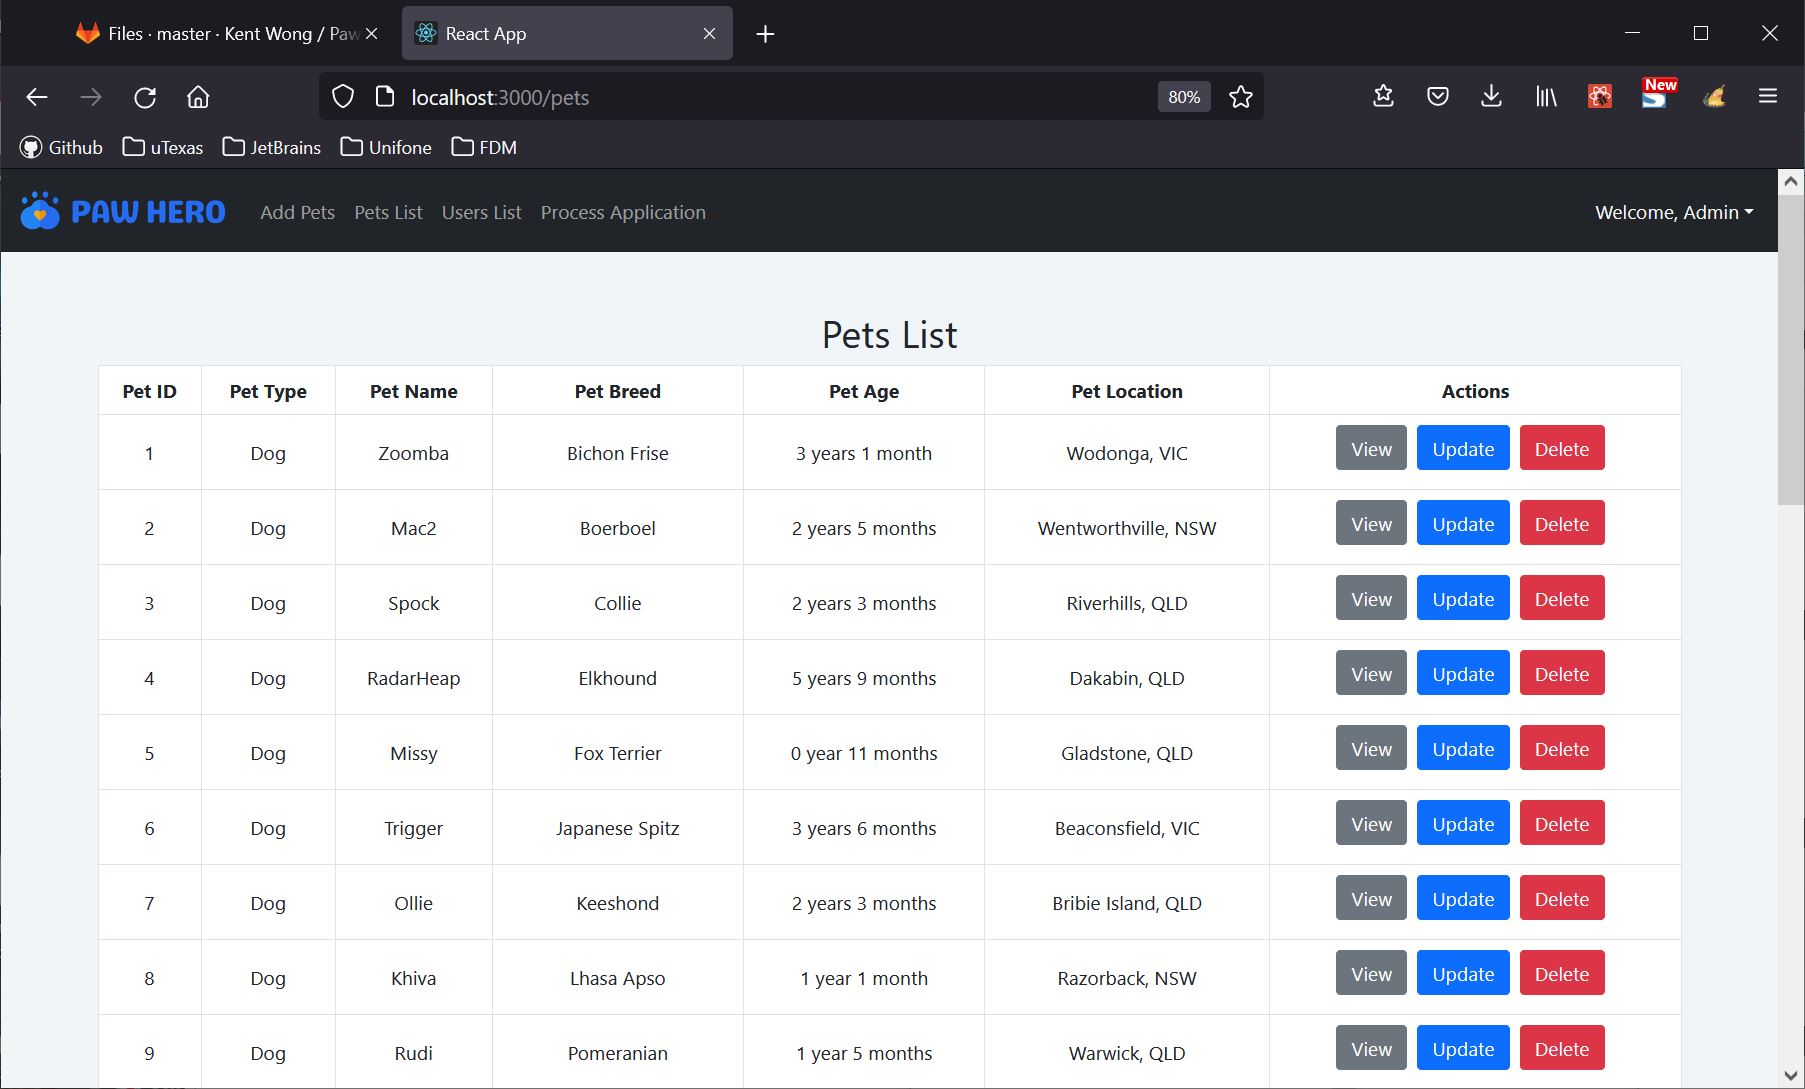 Files · master · Kent Wong / Paw
React App
localhost:3000/pets
80%
New
Github
uTexas
JetBrains
Unifone
FDM
PAW HERO
Add Pets
Pets List
Users List
Process Application
Welcome, Admin
Pets List
Pet ID Pet Type Pet Name Pet Breed Pet Age Pet Location Actions
1 Dog Zoomba Bichon Frise 3 years 1 month Wodonga, VIC View Update Delete
2 Dog Mac2 Boerboel 2 years 5 months Wentworthville, NSW View Update Delete
3 Dog Spock Collie 2 years 3 months Riverhills, QLD View Update Delete
4 Dog RadarHeap Elkhound 5 years 9 months Dakabin, QLD View Update Delete
5 Dog Missy Fox Terrier 0 year 11 months Gladstone, QLD View Update Delete
6 Dog Trigger Japanese Spitz 3 years 6 months Beaconsfield, VIC View Update Delete
7 Dog Ollie Keeshond 2 years 3 months Bribie Island, QLD View Update Delete
8 Dog Khiva Lhasa Apso 1 year 1 month Razorback, NSW View Update Delete
9 Dog Rudi Pomeranian 1 year 5 months Warwick, QLD View Update Delete